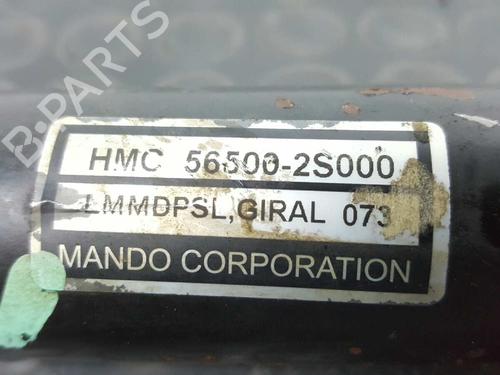 B-PARTS
HMC 56500-2S000
LMMDPSL,GIRAL 073
MANDO CORPORATION